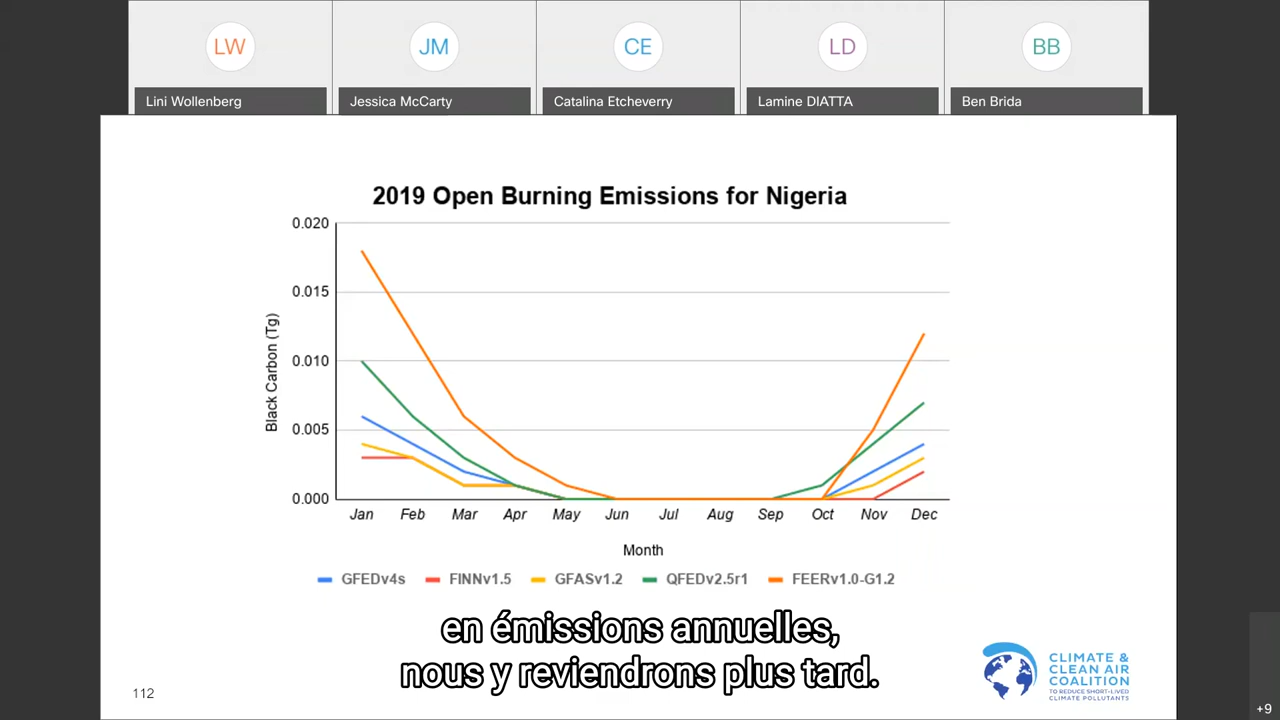 LW
JM
CE
LD
BB
Lini Wollenberg
Jessica McCarty
Catalina Etcheverry
Lamine DIATTA
Ben Brida
2019 Open Burning Emissions for Nigeria
0.020
0.015
0.010
0.005
0.000
Black Carbon (Tg)
Jan Feb Mar Apr May Jun Jul Aug Sep Oct Nov Dec
Month
GFEDv4s FINNv1.5 GFASv1.2 QFEDv2.5r1 FEERv1.0-G1.2
en émissions annuelles,
nous y reviendrons plus tard.
CLIMATE &
CLEAN AIR
COALITION
TO REDUCE SHORT-LIVED
CLIMATE POLLUTANTS
112
+9